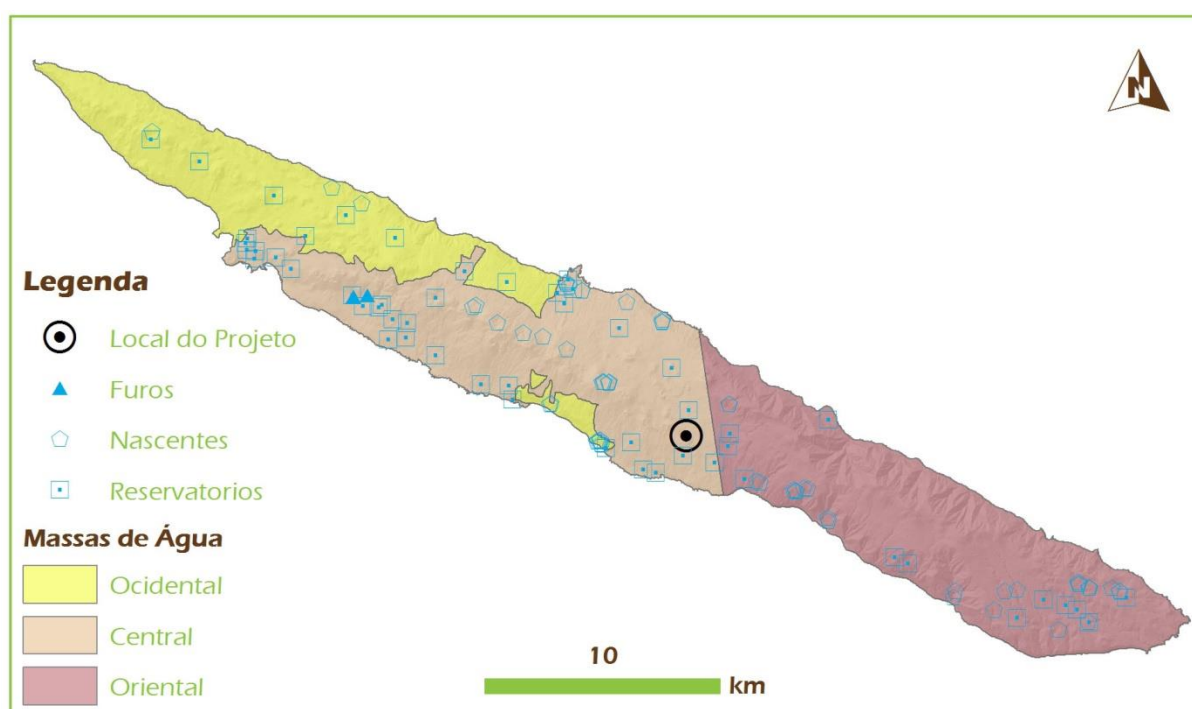 N
Legenda
Local do Projeto
Furos
Nascentes
Reservatorios
Massas de Água
Ocidental
Central
Oriental
10
km